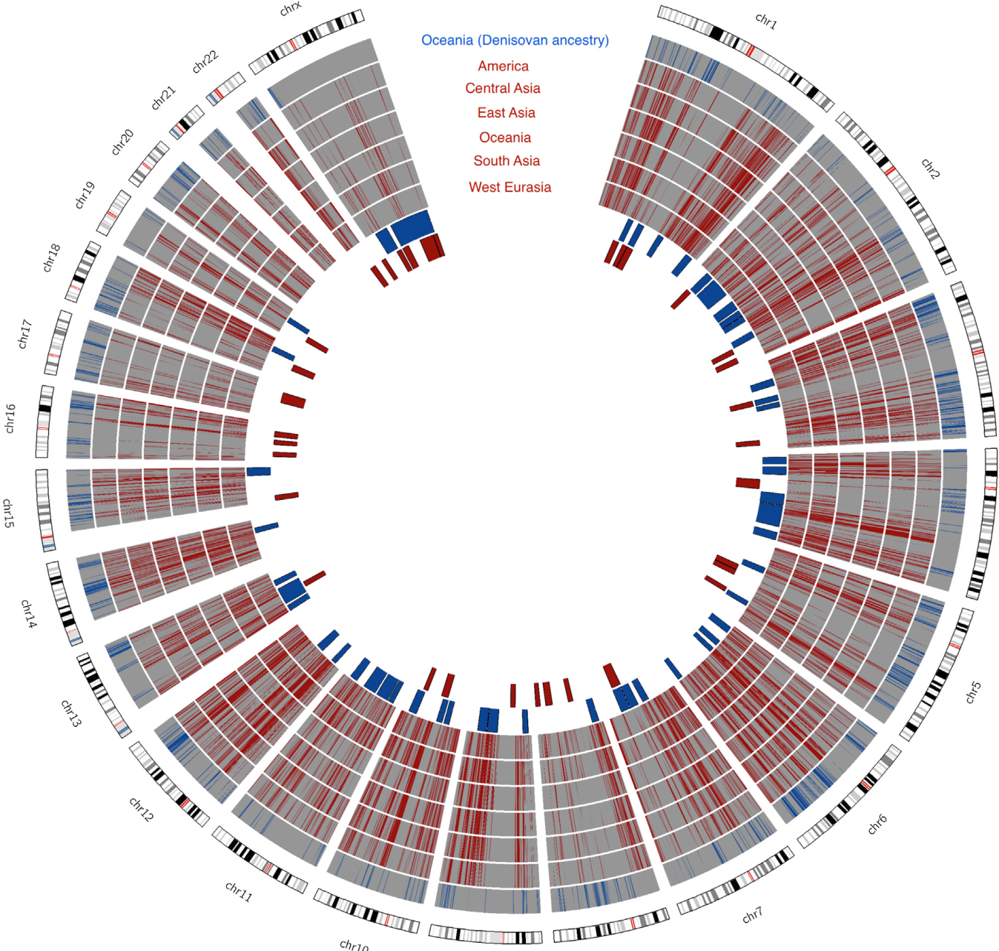 Oceania (Denisovan ancestry)
America
Central Asia
East Asia
Oceania
South Asia
West Eurasia
chr1
chr2
chr5
chr6
chr7
chr10
chr11
chr12
chr13
chr14
chr15
chr16
chr17
chr18
chr19
chr20
chr21
chr22
chrx